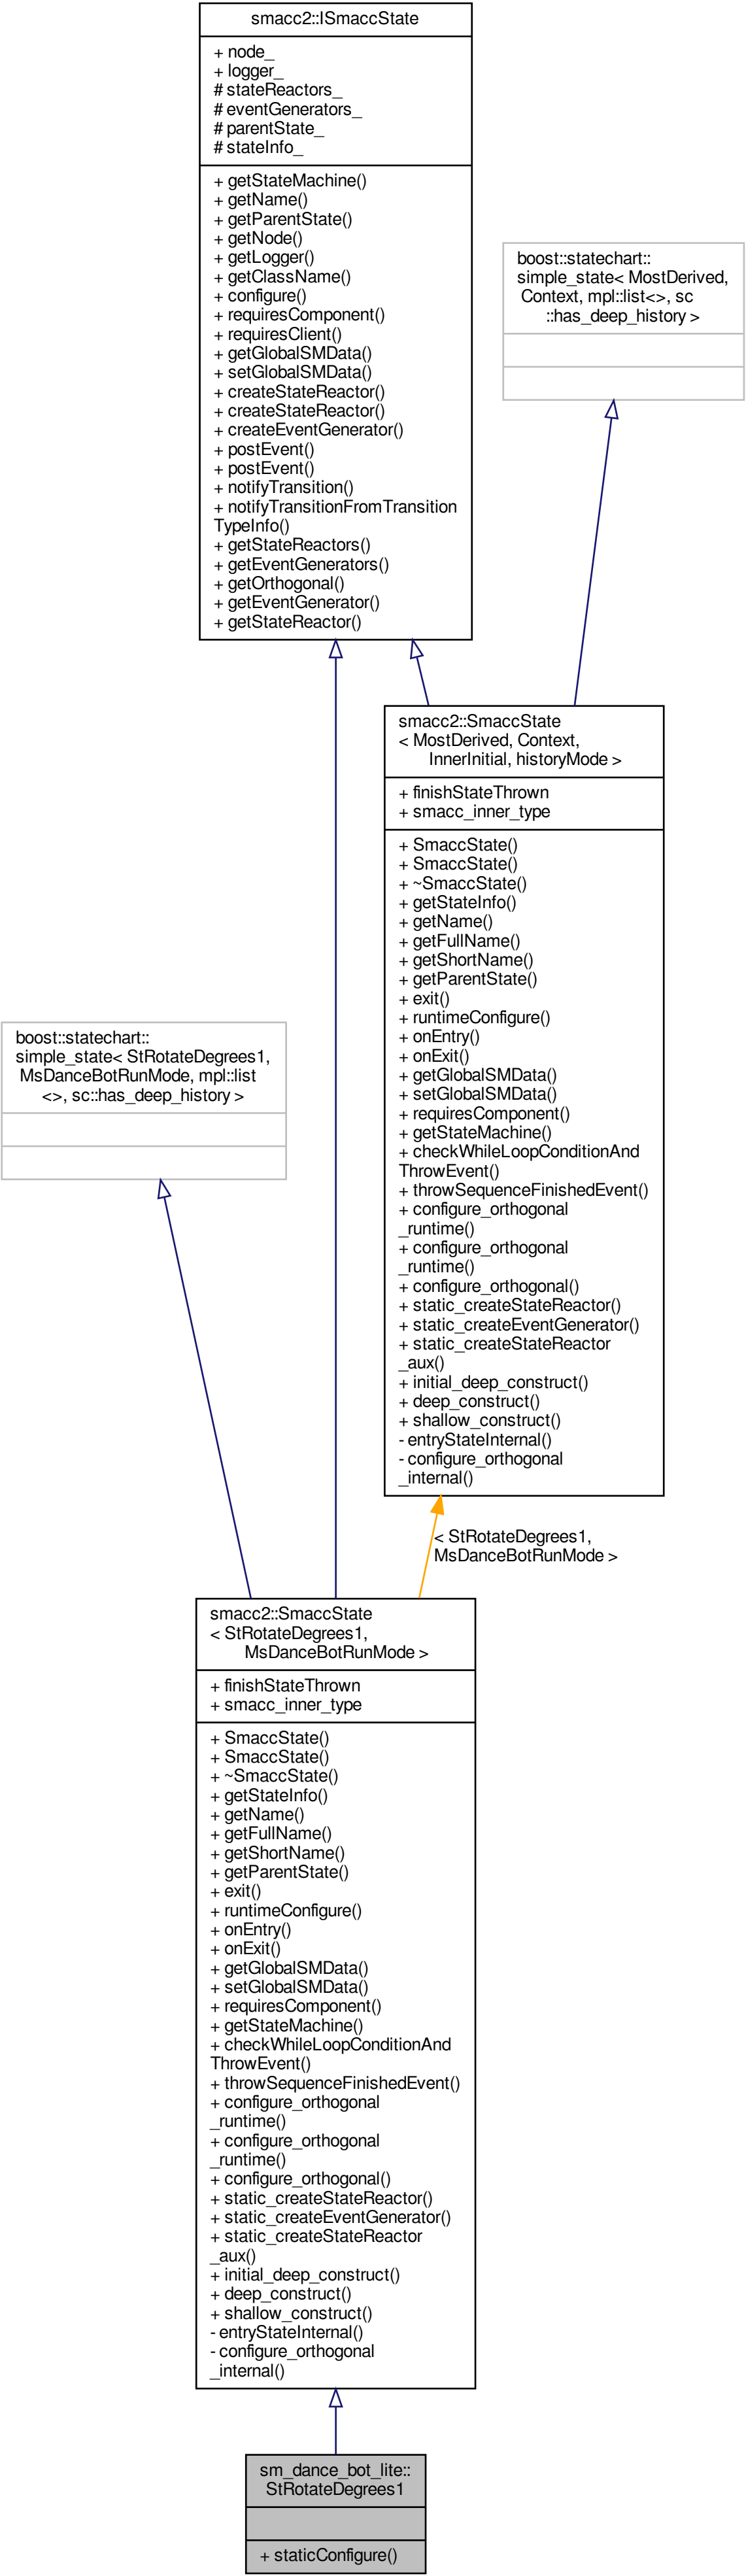 smacc2::ISmaccState
+ node_
+ logger_
# stateReactors_
# eventGenerators_
# parentState_
# stateInfo_
+ getStateMachine()
+ getName()
+ getParentState()
+ getNode()
+ getLogger()
+ getClassName()
+ configure()
+ requiresComponent()
+ requiresClient()
+ getGlobalSMData()
+ setGlobalSMData()
+ createStateReactor()
+ createStateReactor()
+ createEventGenerator()
+ postEvent()
+ postEvent()
+ notifyTransition()
+ notifyTransitionFromTransition
TypeInfo()
+ getStateReactors()
+ getEventGenerators()
+ getOrthogonal()
+ getEventGenerator()
+ getStateReactor()
boost::statechart::
simple_state< MostDerived,
Context, mpl::list<>, sc
::has_deep_history >
smacc2::SmaccState
< MostDerived, Context,
InnerInitial, historyMode >
+ finishStateThrown
+ smacc_inner_type
+ SmaccState()
+ SmaccState()
+ ~SmaccState()
+ getStateInfo()
+ getName()
+ getFullName()
+ getShortName()
+ getParentState()
+ exit()
+ runtimeConfigure()
+ onEntry()
+ onExit()
+ getGlobalSMData()
+ setGlobalSMData()
+ requiresComponent()
+ getStateMachine()
+ checkWhileLoopConditionAnd
ThrowEvent()
+ throwSequenceFinishedEvent()
+ configure_orthogonal
_runtime()
+ configure_orthogonal
_runtime()
+ configure_orthogonal()
+ static_createStateReactor()
+ static_createEventGenerator()
+ static_createStateReactor
_aux()
+ initial_deep_construct()
+ deep_construct()
+ shallow_construct()
- entryStateInternal()
- configure_orthogonal
_internal()
boost::statechart::
simple_state< StRotateDegrees1,
MsDanceBotRunMode, mpl::list
<>, sc::has_deep_history >
< StRotateDegrees1,
MsDanceBotRunMode >
smacc2::SmaccState
< StRotateDegrees1,
MsDanceBotRunMode >
+ finishStateThrown
+ smacc_inner_type
+ SmaccState()
+ SmaccState()
+ ~SmaccState()
+ getStateInfo()
+ getName()
+ getFullName()
+ getShortName()
+ getParentState()
+ exit()
+ runtimeConfigure()
+ onEntry()
+ onExit()
+ getGlobalSMData()
+ setGlobalSMData()
+ requiresComponent()
+ getStateMachine()
+ checkWhileLoopConditionAnd
ThrowEvent()
+ throwSequenceFinishedEvent()
+ configure_orthogonal
_runtime()
+ configure_orthogonal
_runtime()
+ configure_orthogonal()
+ static_createStateReactor()
+ static_createEventGenerator()
+ static_createStateReactor
_aux()
+ initial_deep_construct()
+ deep_construct()
+ shallow_construct()
- entryStateInternal()
- configure_orthogonal
_internal()
sm_dance_bot_lite::
StRotateDegrees1
+ staticConfigure()